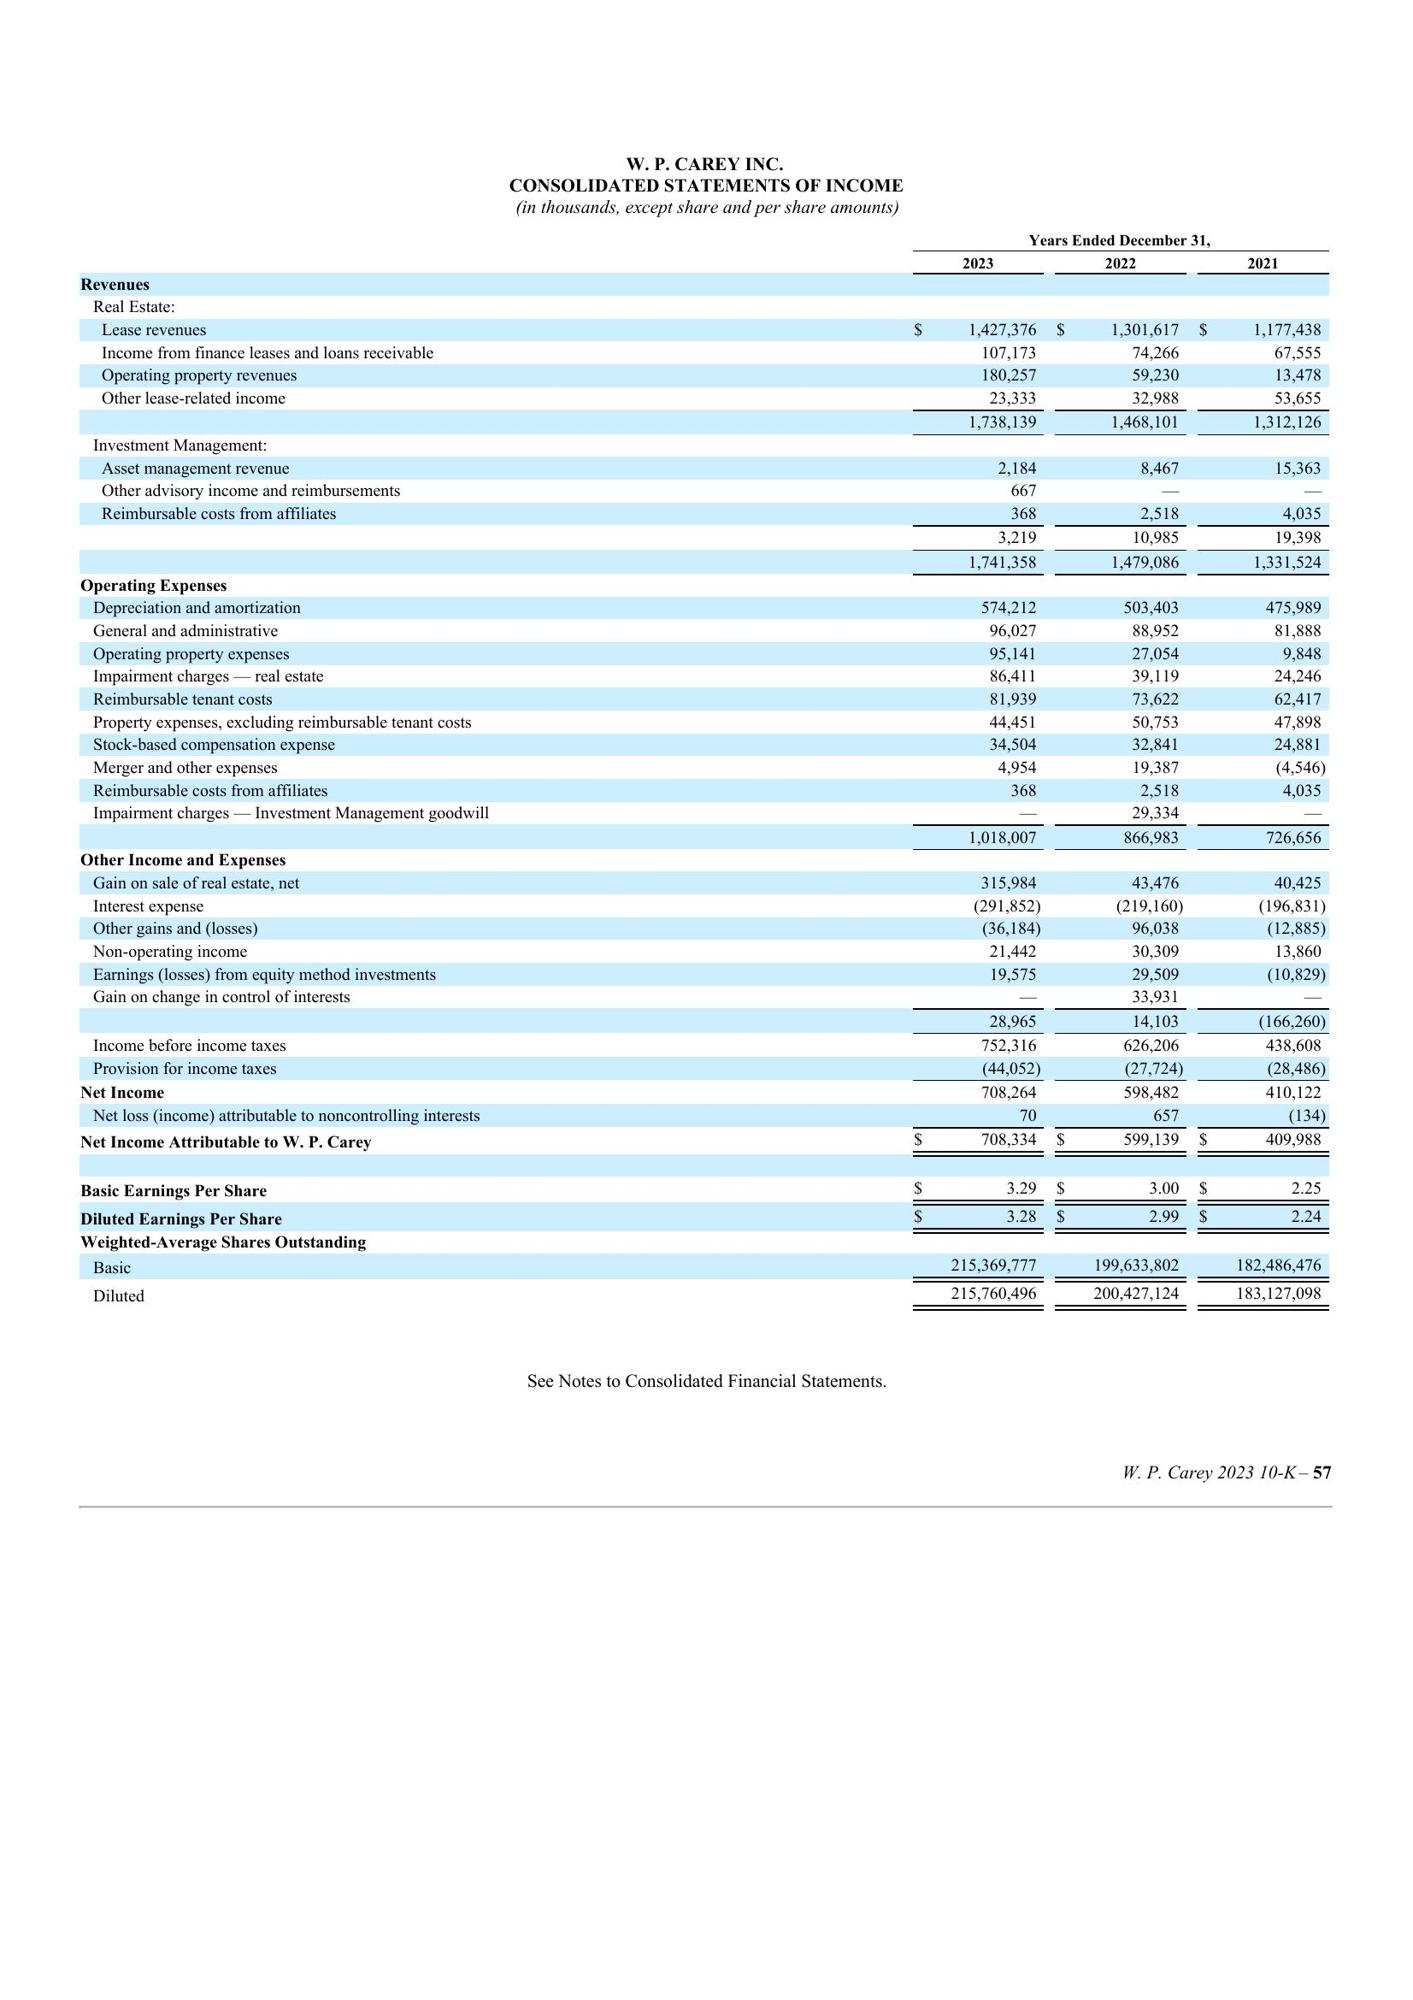 W. P. CAREY INC.
CONSOLIDATED STATEMENTS OF INCOME
(in thousands, except share and per share amounts)
Years Ended December 31,
2023 2022 2021
Revenues
Real Estate:
Lease revenues $ 1,427,376 $ 1,301,617 $ 1,177,438
Income from finance leases and loans receivable 107,173 74,266 67,555
Operating property revenues 180,257 59,230 13,478
Other lease-related income 23,333 32,988 53,655
1,738,139 1,468,101 1,312,126
Investment Management:
Asset management revenue 2,184 8,467 15,363
Other advisory income and reimbursements 667 — —
Reimbursable costs from affiliates 368 2,518 4,035
3,219 10,985 19,398
1,741,358 1,479,086 1,331,524
Operating Expenses
Depreciation and amortization 574,212 503,403 475,989
General and administrative 96,027 88,952 81,888
Operating property expenses 95,141 27,054 9,848
Impairment charges — real estate 86,411 39,119 24,246
Reimbursable tenant costs 81,939 73,622 62,417
Property expenses, excluding reimbursable tenant costs 44,451 50,753 47,898
Stock-based compensation expense 34,504 32,841 24,881
Merger and other expenses 4,954 19,387 (4,546)
Reimbursable costs from affiliates 368 2,518 4,035
Impairment charges — Investment Management goodwill — 29,334 —
1,018,007 866,983 726,656
Other Income and Expenses
Gain on sale of real estate, net 315,984 43,476 40,425
Interest expense (291,852) (219,160) (196,831)
Other gains and (losses) (36,184) 96,038 (12,885)
Non-operating income 21,442 30,309 13,860
Earnings (losses) from equity method investments 19,575 29,509 (10,829)
Gain on change in control of interests — 33,931 —
28,965 14,103 (166,260)
Income before income taxes 752,316 626,206 438,608
Provision for income taxes (44,052) (27,724) (28,486)
Net Income 708,264 598,482 410,122
Net loss (income) attributable to noncontrolling interests 70 657 (134)
Net Income Attributable to W. P. Carey $ 708,334 $ 599,139 $ 409,988
Basic Earnings Per Share $ 3.29 $ 3.00 $ 2.25
Diluted Earnings Per Share $ 3.28 $ 2.99 $ 2.24
Weighted-Average Shares Outstanding
Basic 215,369,777 199,633,802 182,486,476
Diluted 215,760,496 200,427,124 183,127,098
See Notes to Consolidated Financial Statements.
W. P. Carey 2023 10-K – 57